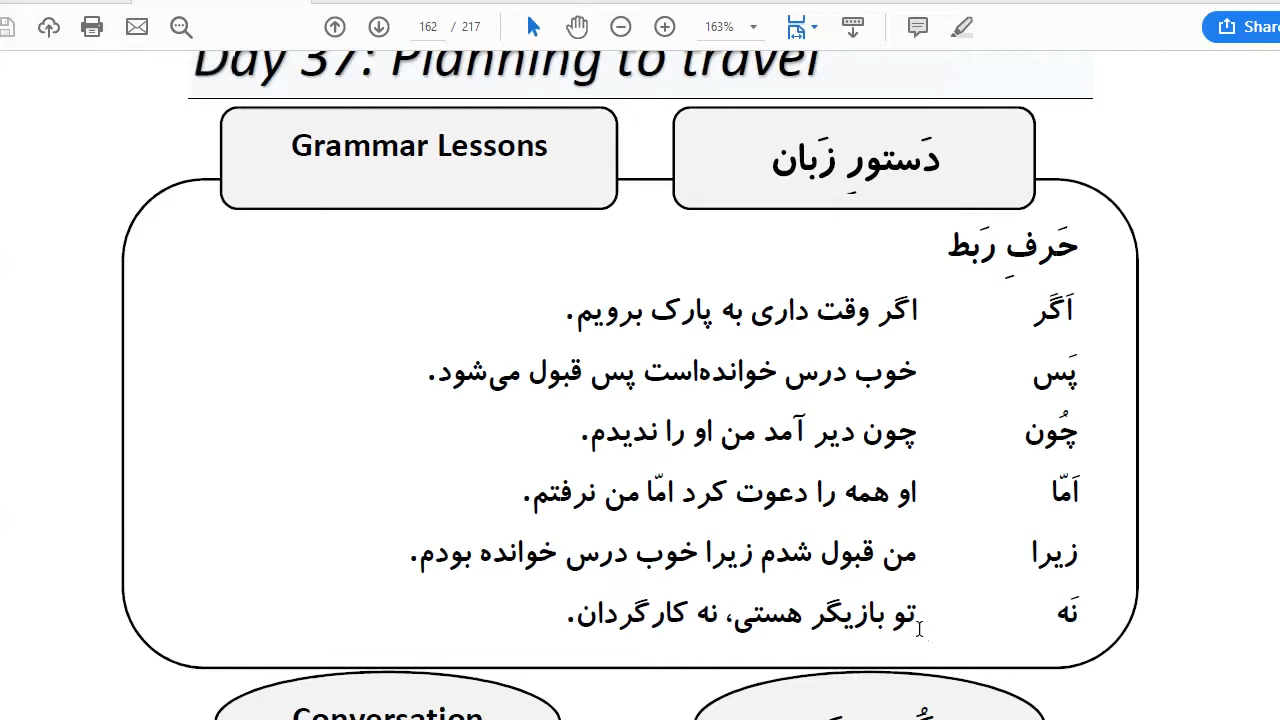 162 / 217 163% Share
Day 37: Planning to travel
Grammar Lessons
دَستورِ زَبان
حَرفِ رَبط
اَگَر اگر وقت داری به پارک برویم.
پَس خوب درس خوانده‌است پس قبول می‌شود.
چُون چون دیر آمد من او را ندیدم.
اَمّا او همه را دعوت کرد امّا من نرفتم.
زیرا من قبول شدم زیرا خوب درس خوانده بودم.
نَه تو بازیگر هستی، نه کارگردان.
Conversation